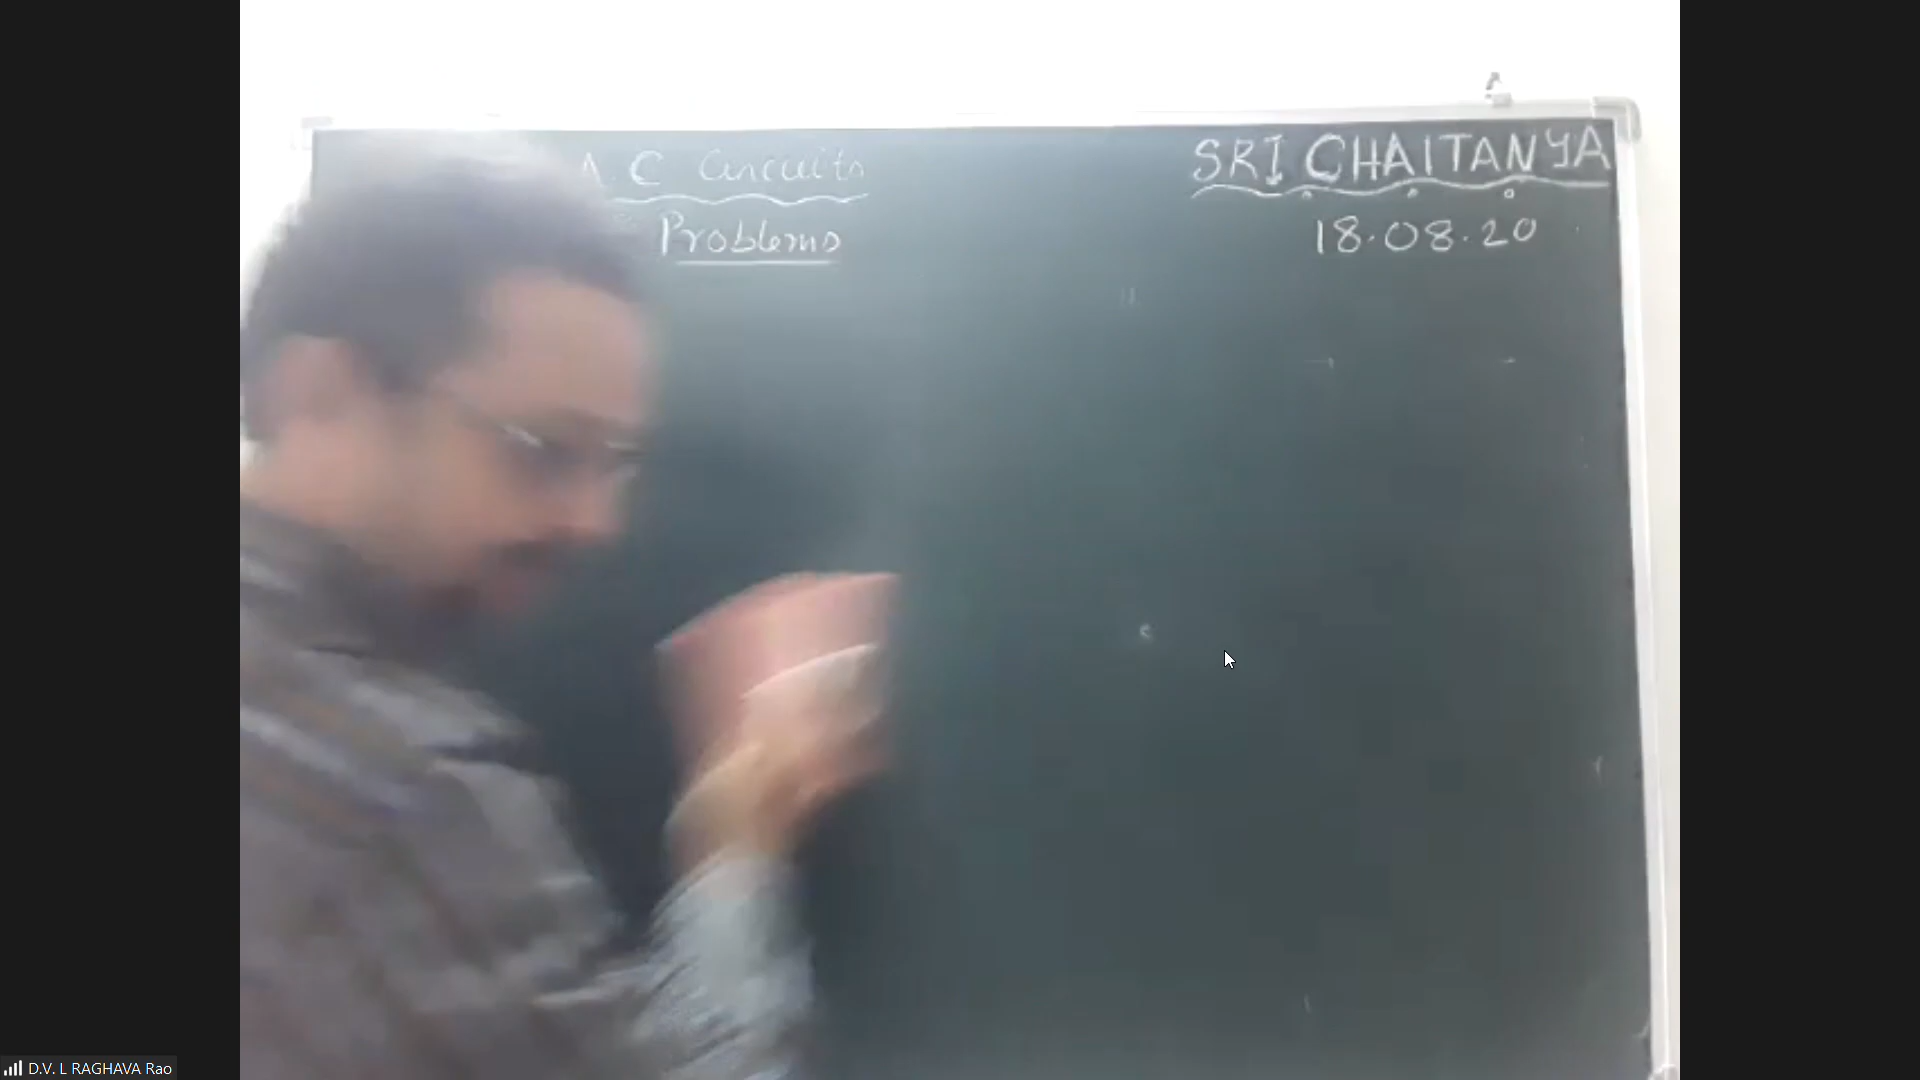 A.C Circuits
Problems
SRI CHAITANYA
18.08.20
D.V. L RAGHAVA Rao